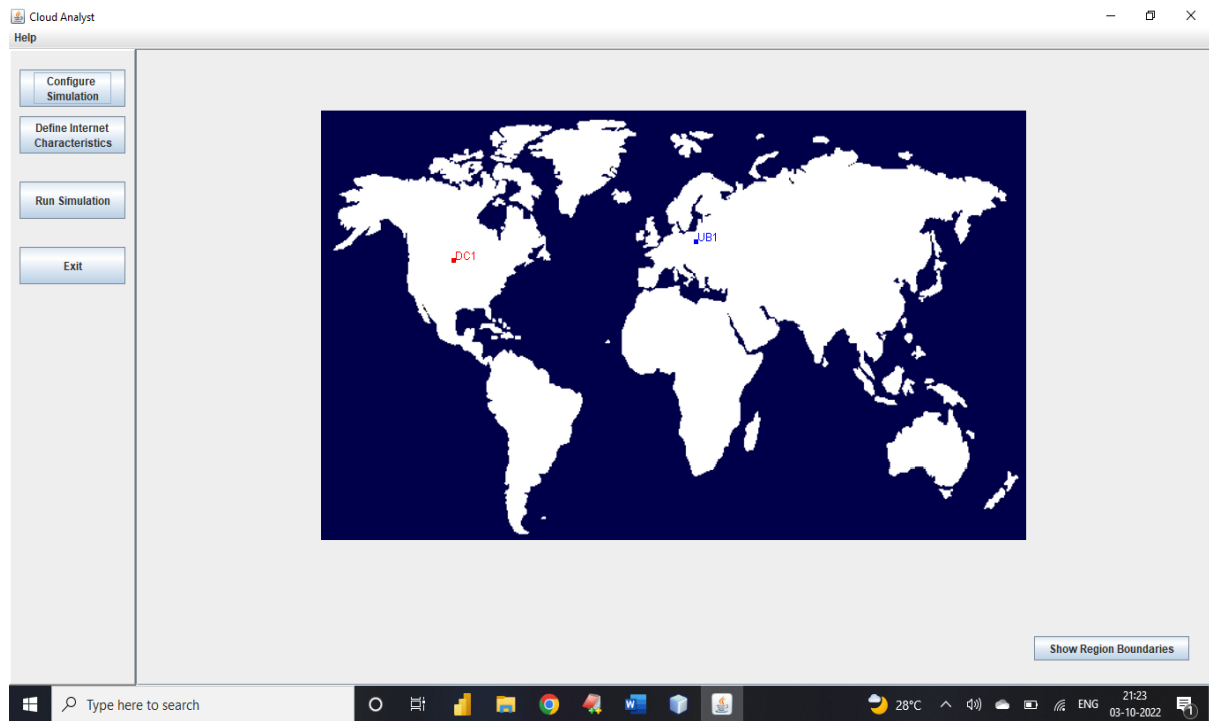 Cloud Analyst
Help
Configure
Simulation
Define Internet
Characteristics
Run Simulation
Exit
DC1
UB1
Show Region Boundaries
Type here to search
28°C
ENG
21:23
03-10-2022
1